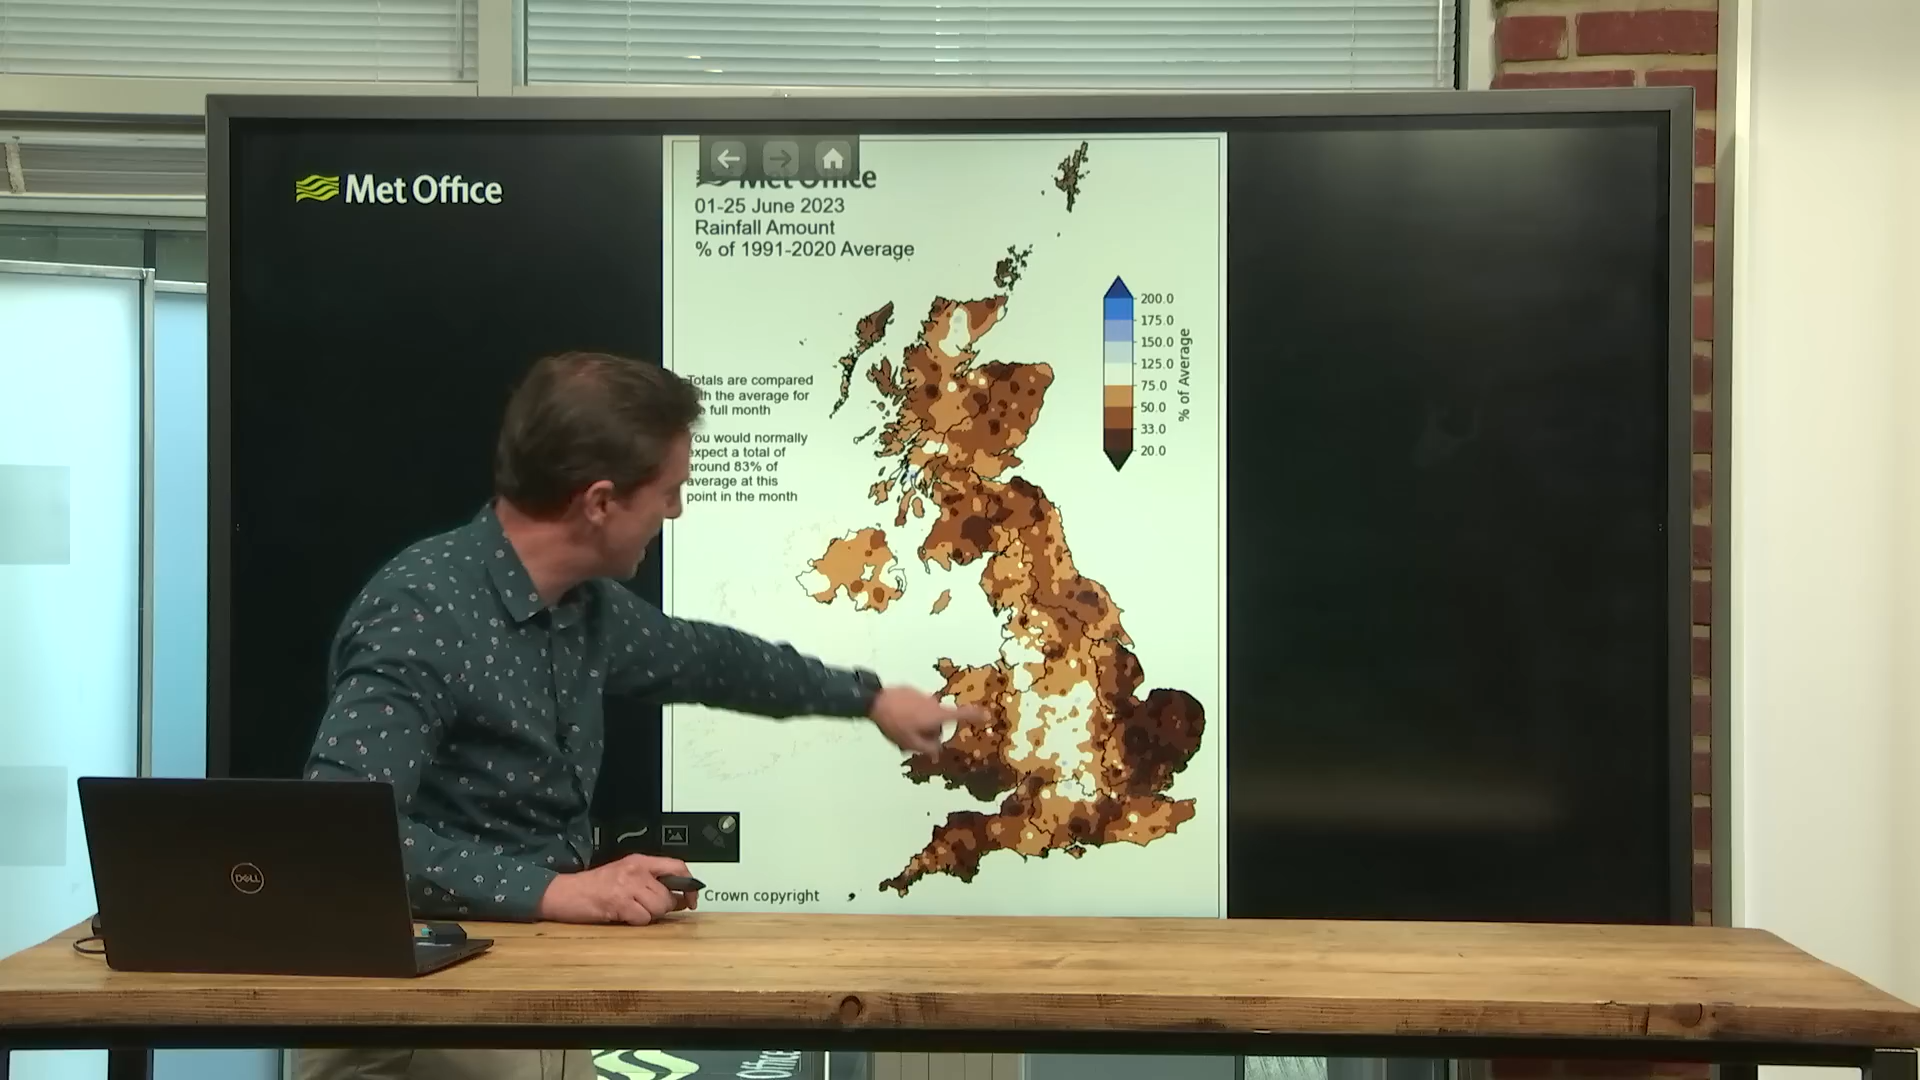 Met Office
Met Office
01-25 June 2023
Rainfall Amount
% of 1991-2020 Average
200.0
175.0
150.0
125.0
75.0
50.0
33.0
20.0
% of Average
Totals are compared
the average for
full month
You would normally
expect a total of
around 83% of
average at this
point in the month
Crown copyright
DELL
Office